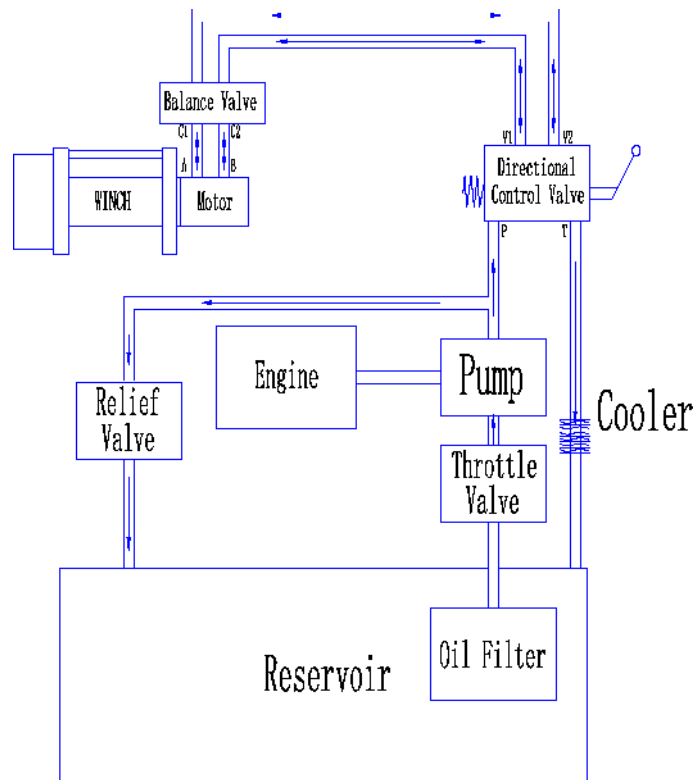 Balance Valve
C1 C2
V1 V2
A B
Directional
Control Valve
WINCH
Motor
P T
Engine
Pump
Relief
Valve
Cooler
Throttle
Valve
Oil Filter
Reservoir